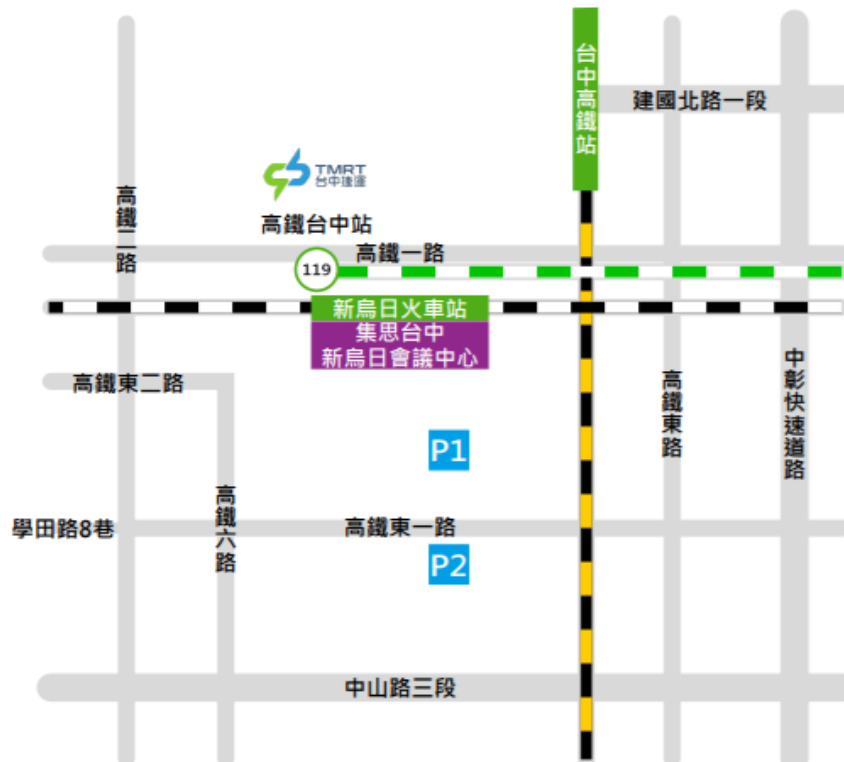 台中高鐵站
建國北路一段
TMRT
台中捷運
高鐵二路
高鐵台中站
高鐵一路
119
新烏日火車站
集思台中
新烏日會議中心
高鐵東二路
高鐵東路
中彰快速道路
P1
高鐵六路
學田路8巷
高鐵東一路
P2
中山路三段